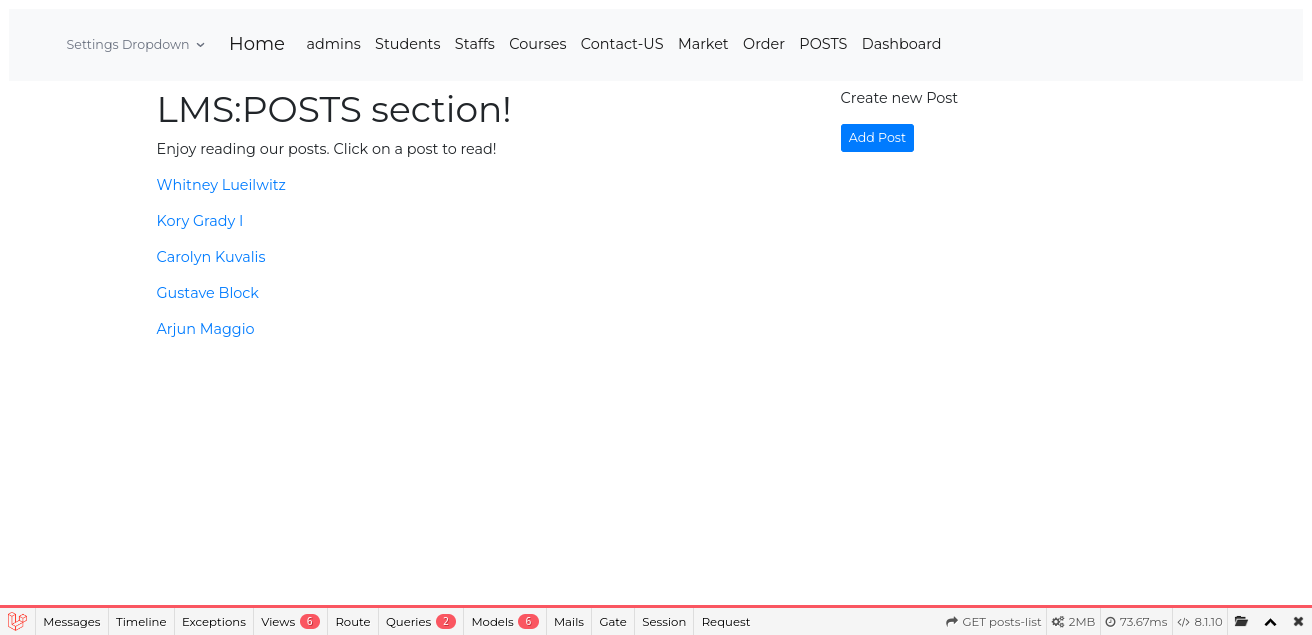 Settings Dropdown Home admins Students Staffs Courses Contact-US Market Order POSTS Dashboard
LMS:POSTS section!
Enjoy reading our posts. Click on a post to read!
Whitney Lueilwitz
Kory Grady I
Carolyn Kuvalis
Gustave Block
Arjun Maggio
Create new Post
Add Post
Messages Timeline Exceptions Views 6 Route Queries 2 Models 6 Mails Gate Session Request GET posts-list 2MB 73.67ms 8.1.10